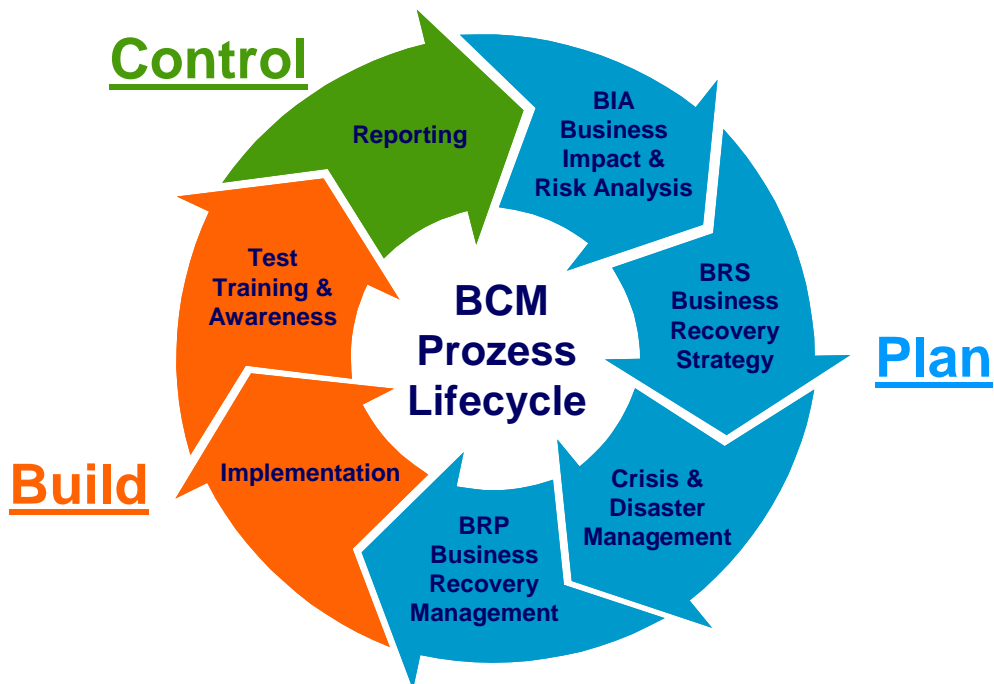 Control
Reporting
BIA
Business
Impact &
Risk Analysis
BRS
Business
Recovery
Strategy
Plan
Crisis &
Disaster
Management
BRP
Business
Recovery
Management
Implementation
Build
Test
Training &
Awareness
BCM
Prozess
Lifecycle